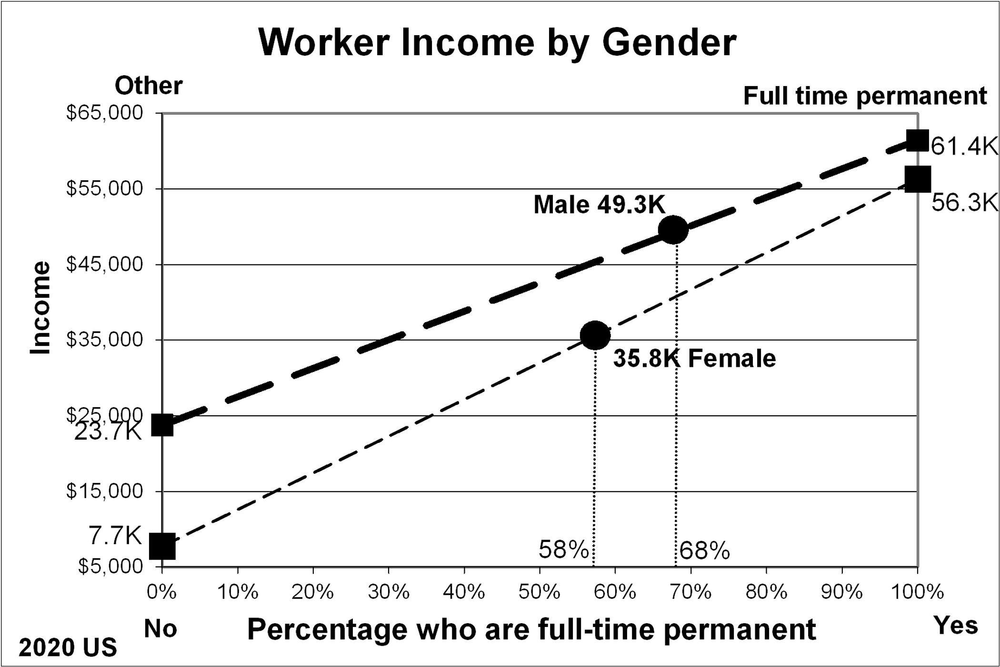 Worker Income by Gender
Other
Full time permanent
$65,000
61.4K
$55,000
Male 49.3K
56.3K
$45,000
Income
$35,000
35.8K Female
$25,000
23.7K
$15,000
7.7K
58%
68%
$5,000
0% 10% 20% 30% 40% 50% 60% 70% 80% 90% 100%
No
Percentage who are full-time permanent
Yes
2020 US